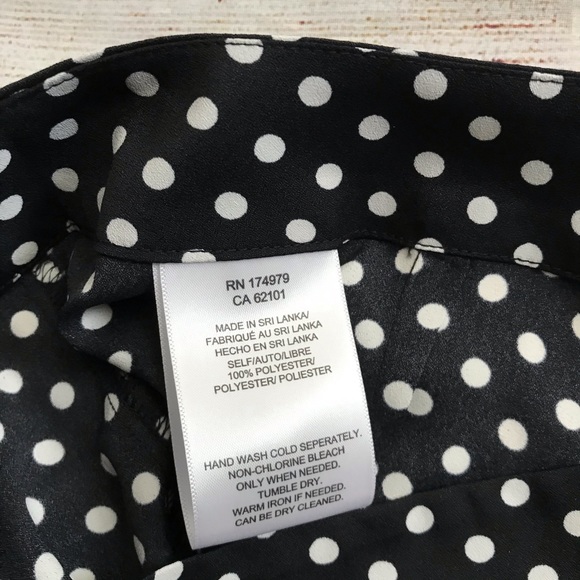 RN 174979
CA 62101
MADE IN SRI LANKA/
FABRIQUÉ AU SRI LANKA
HECHO EN SRI LANKA
SELF/AUTO/LIBRE
100% POLYESTER/
POLYESTER/ POLIESTER
HAND WASH COLD SEPERATELY.
NON-CHLORINE BLEACH
ONLY WHEN NEEDED.
TUMBLE DRY.
WARM IRON IF NEEDED.
CAN BE DRY CLEANED.